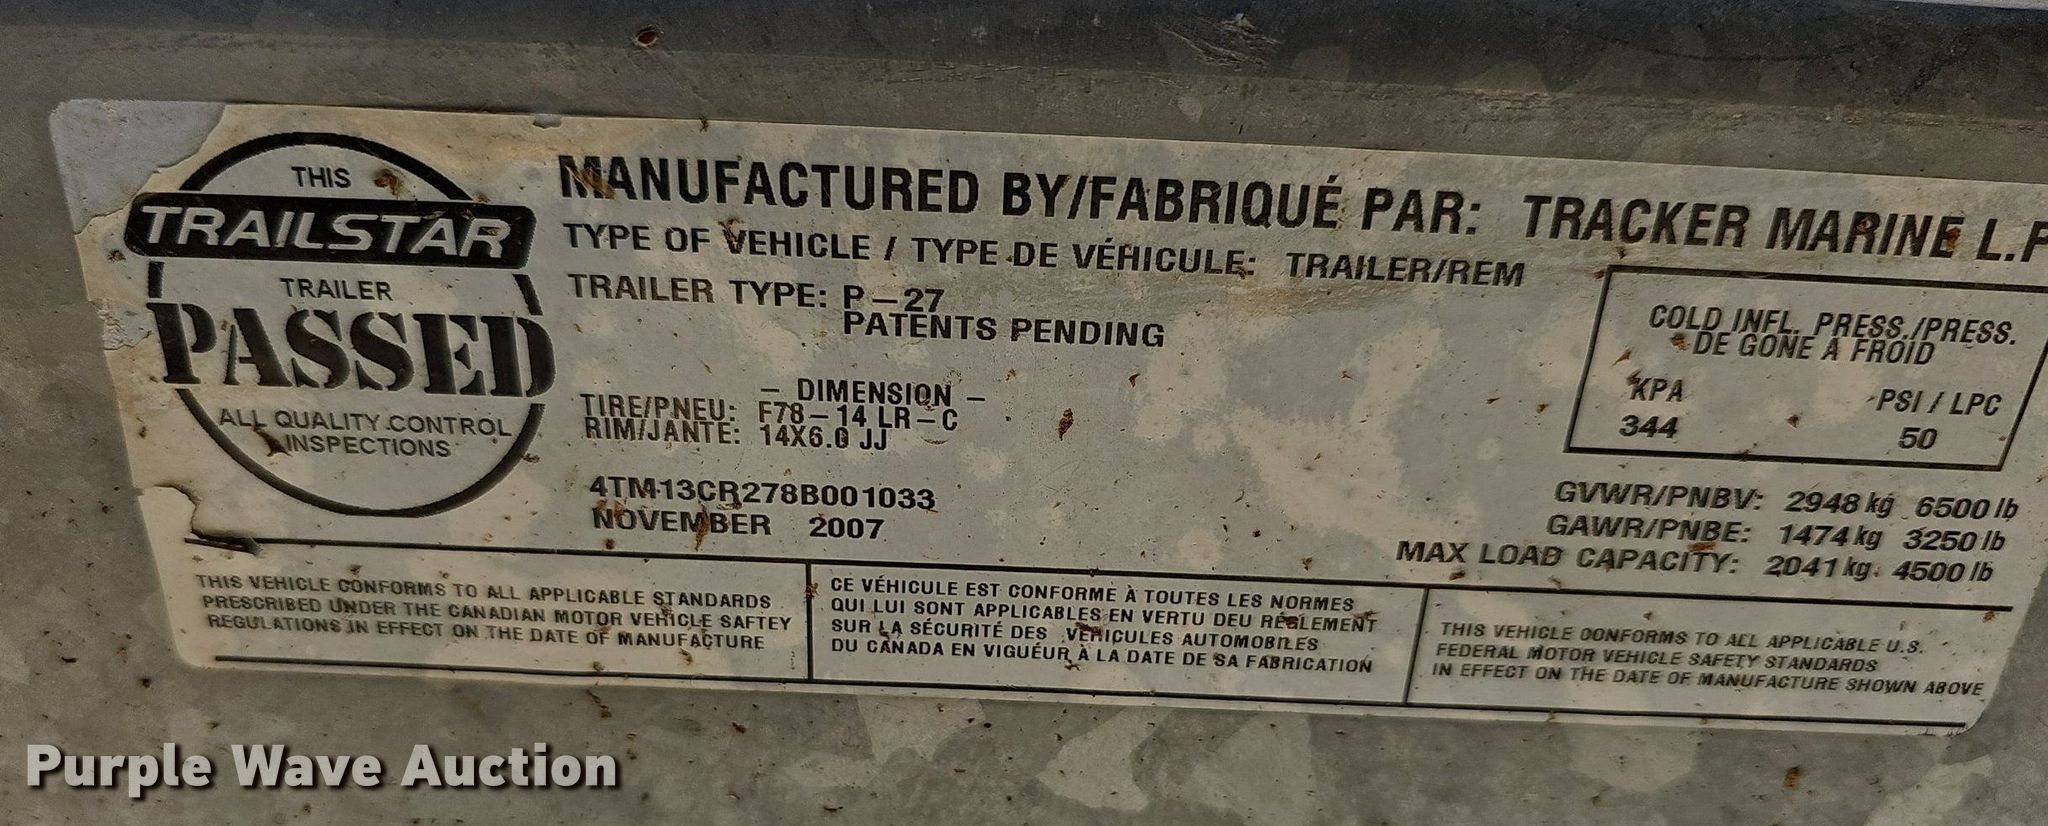 THIS
TRAILSTAR
TRAILER
PASSED
ALL QUALITY CONTROL
INSPECTIONS
MANUFACTURED BY/FABRIQUÉ PAR: TRACKER MARINE L.P
TYPE OF VEHICLE / TYPE DE VÉHICULE: TRAILER/REM
TRAILER TYPE: P-27
PATENTS PENDING
- DIMENSION -
TIRE/PNEU: F78-14 LR-C
RIM/JANTE: 14X6.0 JJ
COLD INFL. PRESS./PRESS.
DE GONE A FROID
KPA PSI / LPC
344 50
4TM13CR278B001033
NOVEMBER 2007
GVWR/PNBV: 2948 kg 6500 lb
GAWR/PNBE: 1474 kg 3250 lb
MAX LOAD CAPACITY: 2041 kg 4500 lb
THIS VEHICLE CONFORMS TO ALL APPLICABLE STANDARDS
PRESCRIBED UNDER THE CANADIAN MOTOR VEHICLE SAFTEY
REGULATIONS IN EFFECT ON THE DATE OF MANUFACTURE
CE VÉHICULE EST CONFORME À TOUTES LES NORMES
QUI LUI SONT APPLICABLES EN VERTU DEU RÈGLEMENT
SUR LA SÉCURITÉ DES VÉHICULES AUTOMOBILES
DU CANADA EN VIGUÉUR À LA DATE DE SA FABRICATION
THIS VEHICLE CONFORMS TO ALL APPLICABLE U.S.
FEDERAL MOTOR VEHICLE SAFETY STANDARDS
IN EFFECT ON THE DATE OF MANUFACTURE SHOWN ABOVE
Purple Wave Auction